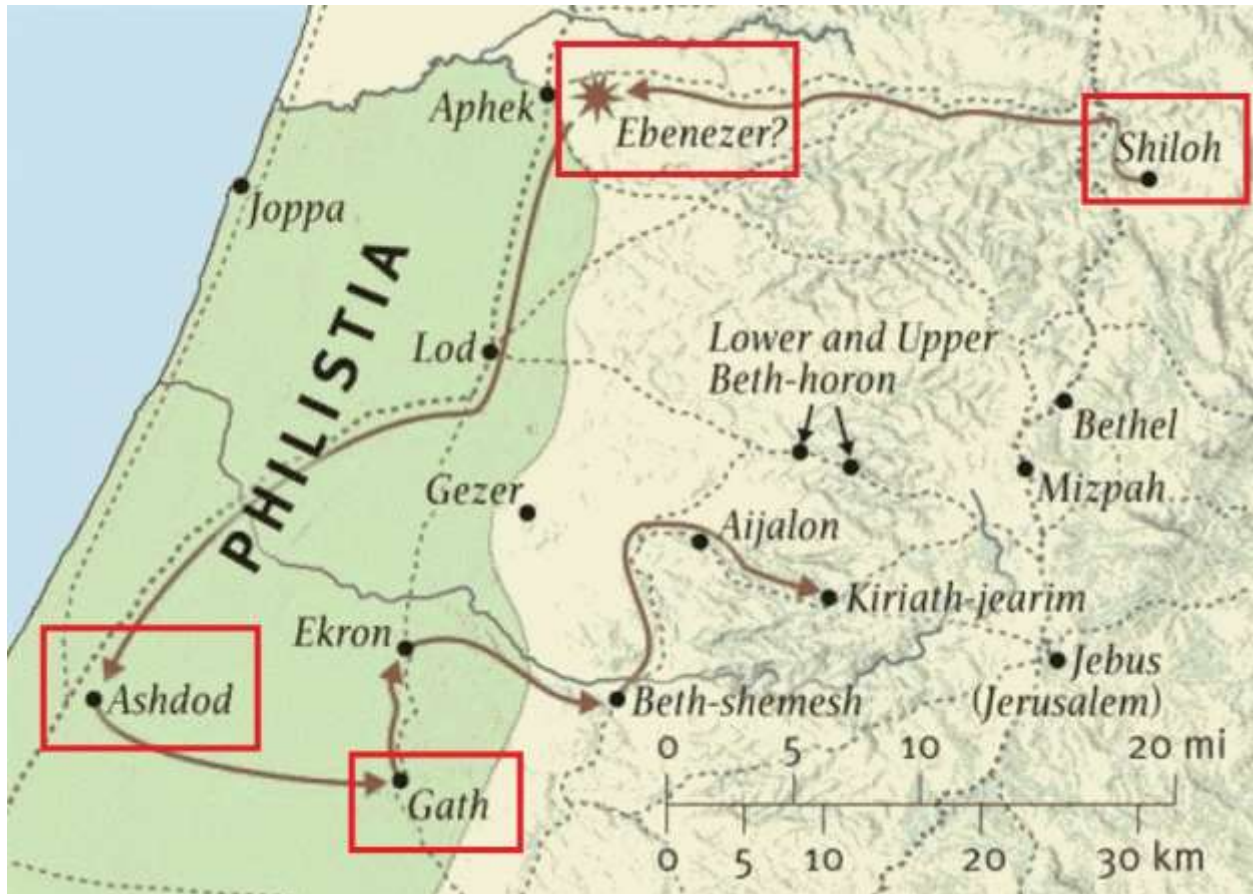 Aphek
Ebenezer?
Shiloh
Joppa
PHILISTIA
Lod
Lower and Upper
Beth-horon
Bethel
Mizpah
Gezer
Aijalon
Kiriath-jearim
Ekron
Jebus
(Jerusalem)
Ashdod
Beth-shemesh
Gath
0 5 10 20 mi
0 5 10 20 30 km